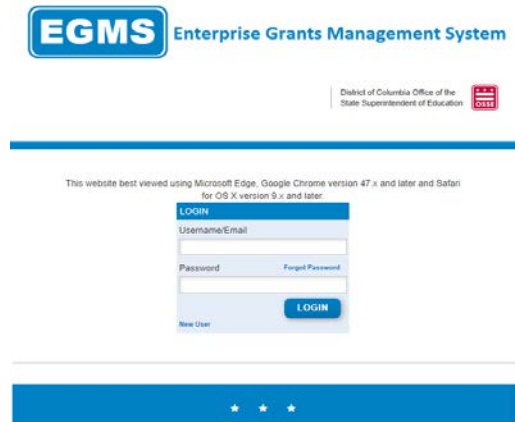 EGMS Enterprise Grants Management System
District of Columbia Office of the
State Superintendent of Education
OSSE
This website best viewed using Microsoft Edge, Google Chrome version 47.x and later and Safari
for OS X version 9.x and later.
LOGIN
Username/Email
Password Forgot Password
LOGIN
New User